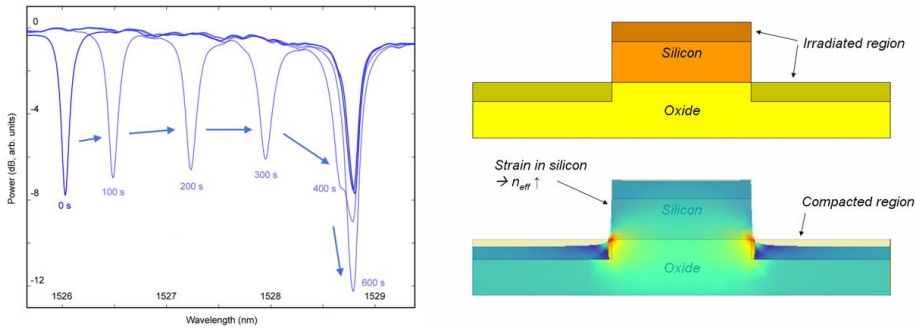 0
-4
-8
-12
Power (dB, arb. units)
0 s
100 s
200 s
300 s
400 s
600 s
1526
1527
1528
1529
Wavelength (nm)
Silicon
Irradiated region
Oxide
Strain in silicon
→ neff ↑
Silicon
Compacted region
Oxide